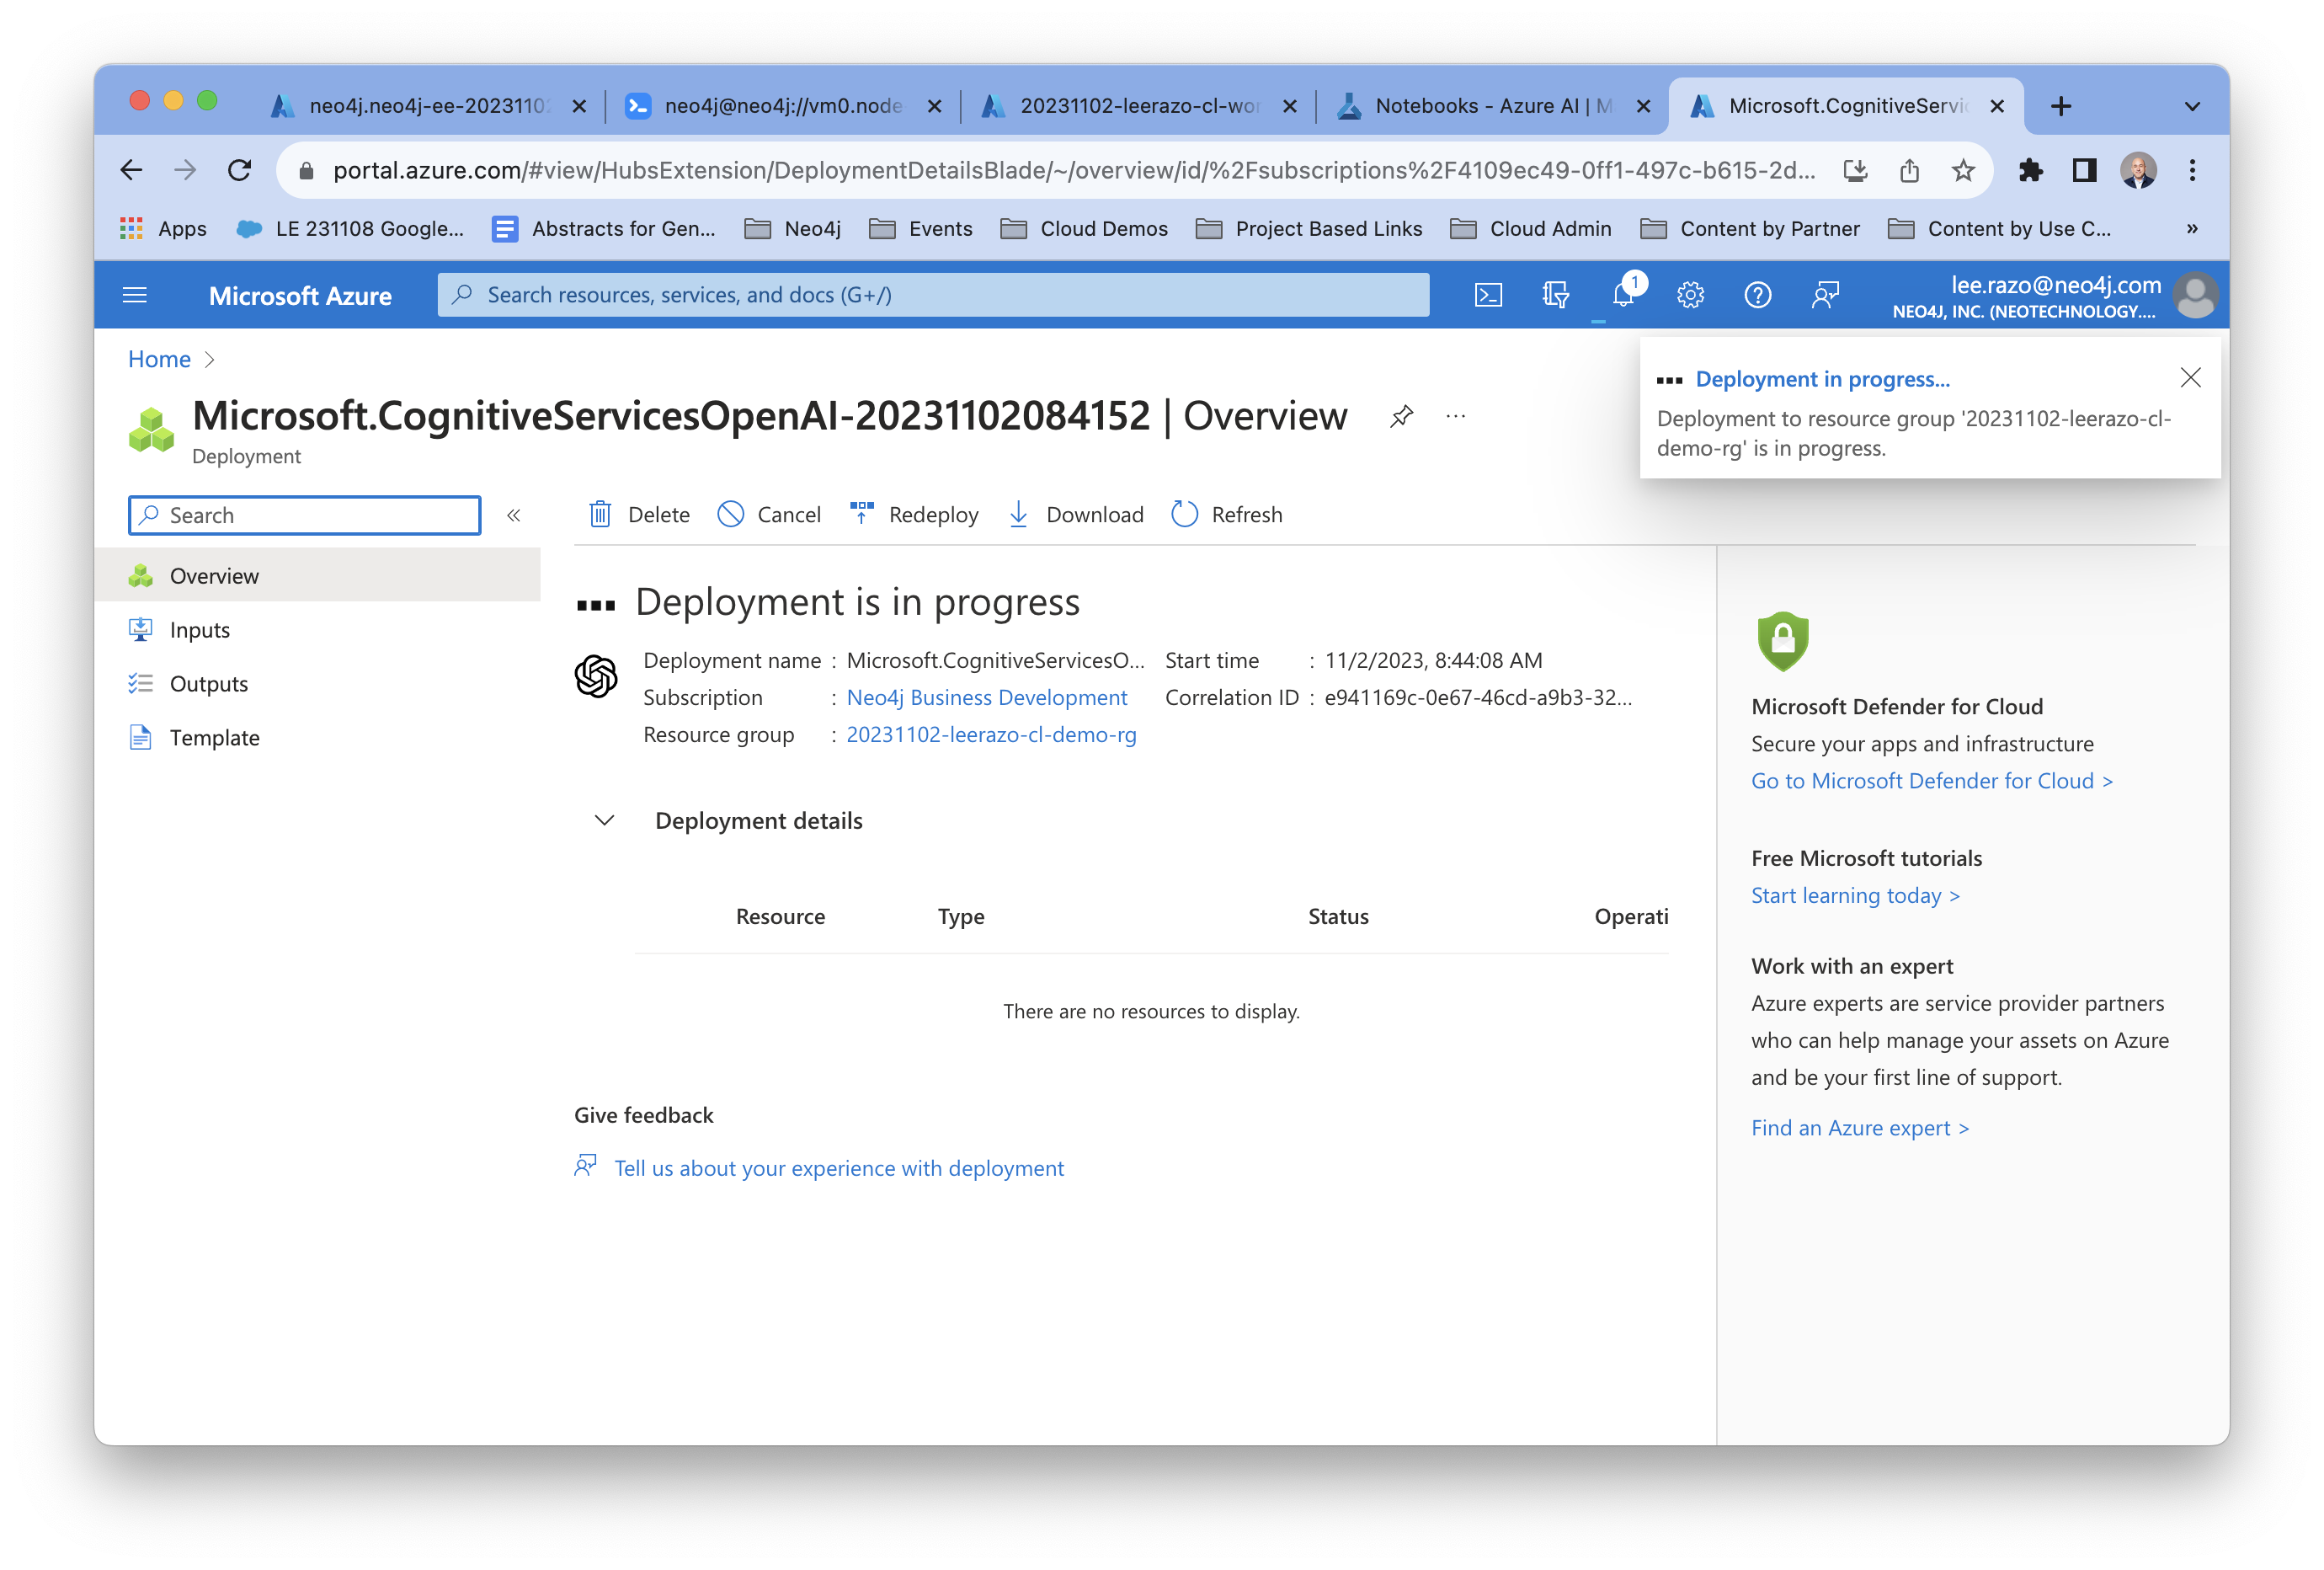 neo4j.neo4j-ee-20231102
neo4j@neo4j://vm0.node
20231102-leerazo-cl-wor
Notebooks - Azure AI | M
Microsoft.CognitiveServic
portal.azure.com/#view/HubsExtension/DeploymentDetailsBlade/~/overview/id/%2Fsubscriptions%2F4109ec49-0ff1-497c-b615-2d...
Apps
LE 231108 Google...
Abstracts for Gen...
Neo4j
Events
Cloud Demos
Project Based Links
Cloud Admin
Content by Partner
Content by Use C...
»
Microsoft Azure
Search resources, services, and docs (G+/)
1
lee.razo@neo4j.com
NEO4J, INC. (NEOTECHNOLOGY....
Home
Deployment in progress...
Deployment to resource group '20231102-leerazo-cl-
demo-rg' is in progress.
Microsoft.CognitiveServicesOpenAI-20231102084152 | Overview
Deployment
Search
«
Delete
Cancel
Redeploy
Download
Refresh
Overview
Inputs
Outputs
Template
Deployment is in progress
Deployment name : Microsoft.CognitiveServicesO...
Start time : 11/2/2023, 8:44:08 AM
Subscription : Neo4j Business Development
Correlation ID : e941169c-0e67-46cd-a9b3-32...
Resource group : 20231102-leerazo-cl-demo-rg
Deployment details
Resource Type Status Operati
There are no resources to display.
Give feedback
Tell us about your experience with deployment
Microsoft Defender for Cloud
Secure your apps and infrastructure
Go to Microsoft Defender for Cloud >
Free Microsoft tutorials
Start learning today >
Work with an expert
Azure experts are service provider partners
who can help manage your assets on Azure
and be your first line of support.
Find an Azure expert >